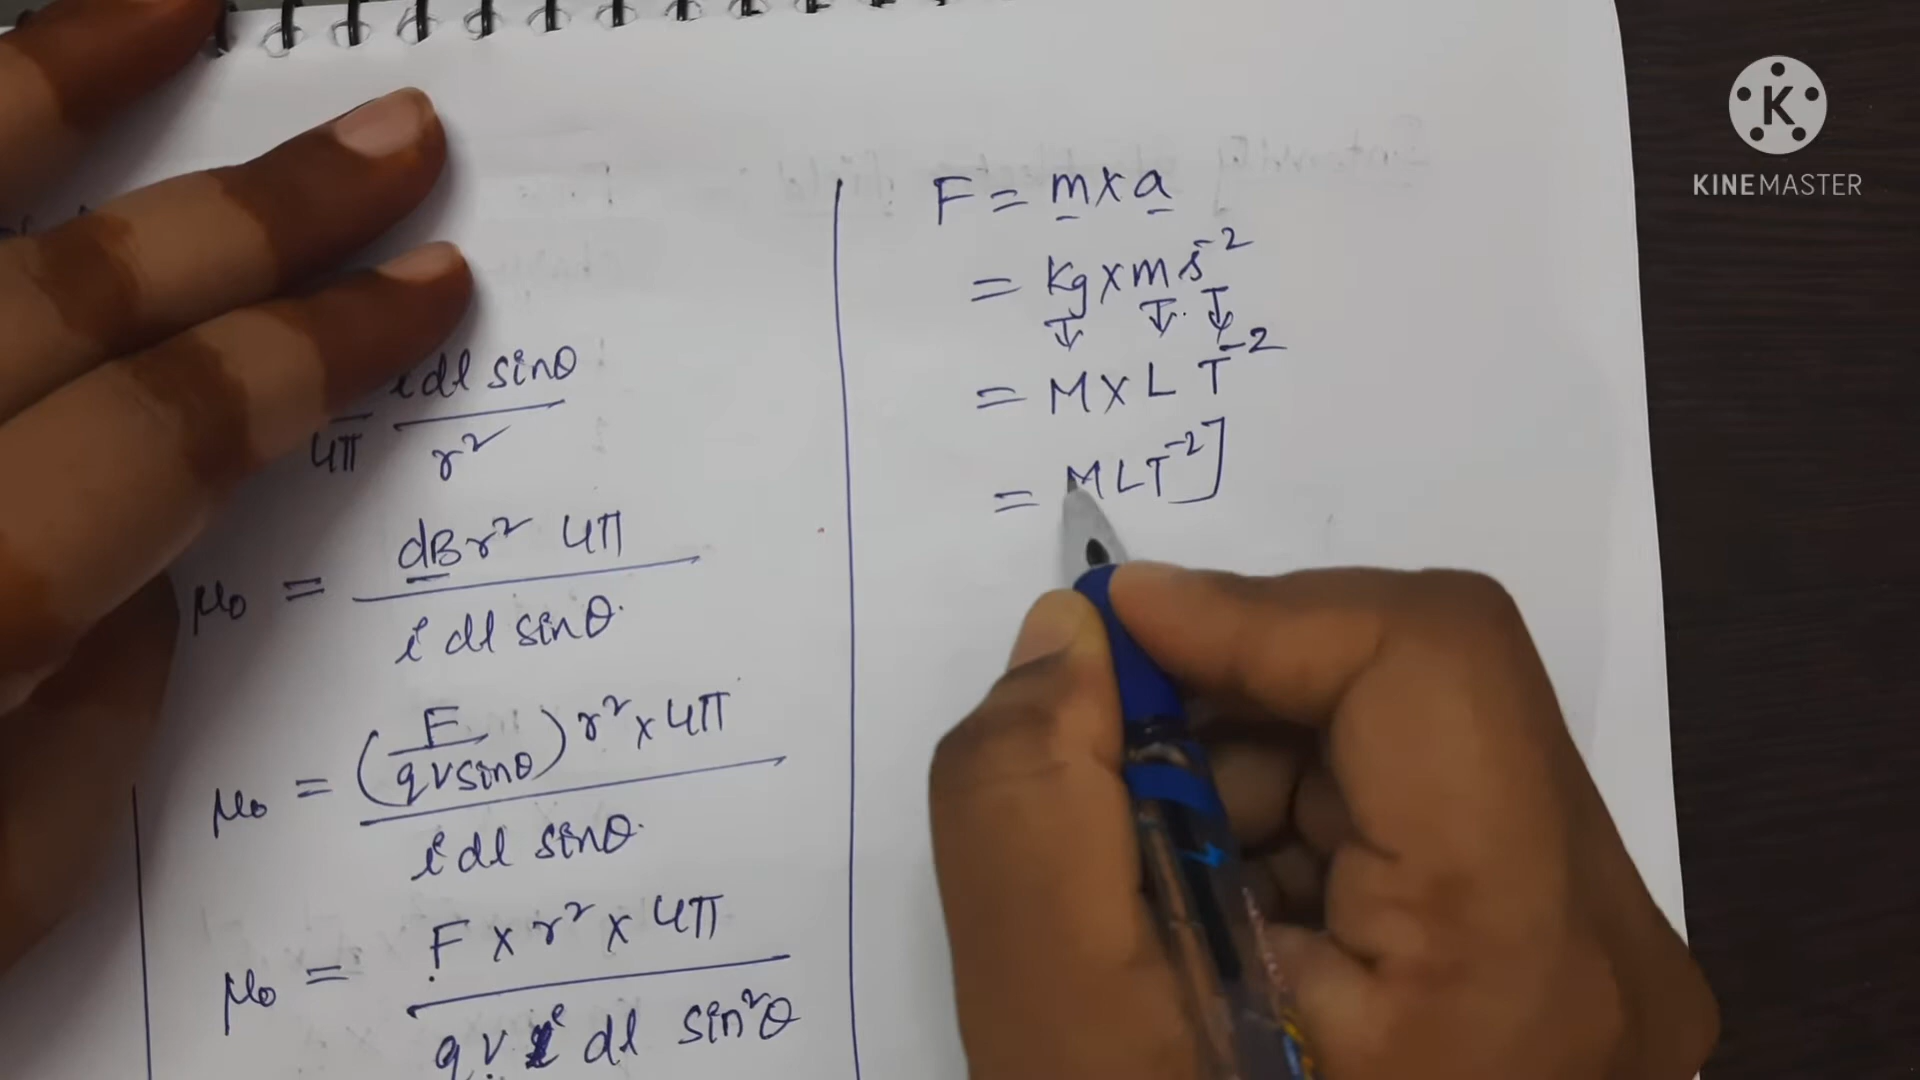 i dl sinθ
4π r²
μ₀ = dB r² 4π
i dl sinθ
μ₀ = (F / qv sinθ) r² × 4π
i dl sinθ
μ₀ = F × r² × 4π
q v i dl sin²θ
F = m × a
= Kg × m s⁻²
↓ ↓ ↓
= M × L T⁻²
= MLT⁻²]
K
KINEMASTER